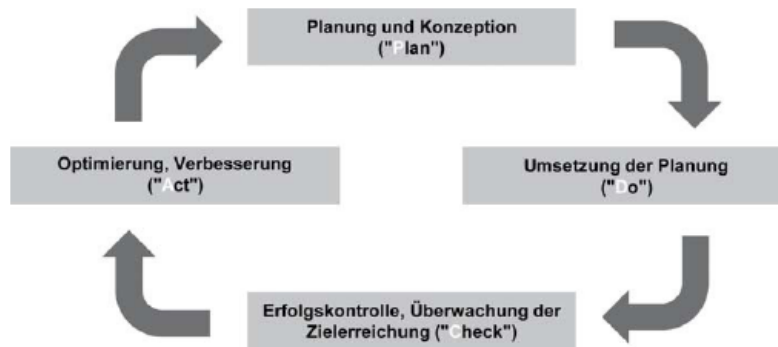 Planung und Konzeption
("Plan")
Umsetzung der Planung
("Do")
Erfolgskontrolle, Überwachung der
Zielerreichung ("Check")
Optimierung, Verbesserung
("Act")